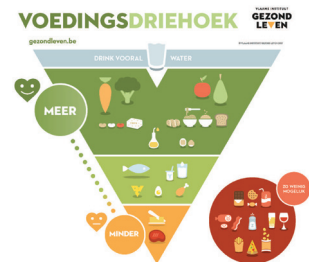 VOEDINGSDRIEHOEK
VLAAMS INSTITUUT
GEZOND
LEVEN
gezondleven.be
DRINK VOORAL WATER
MEER
MINDER
ZO WEINIG
MOGELIJK